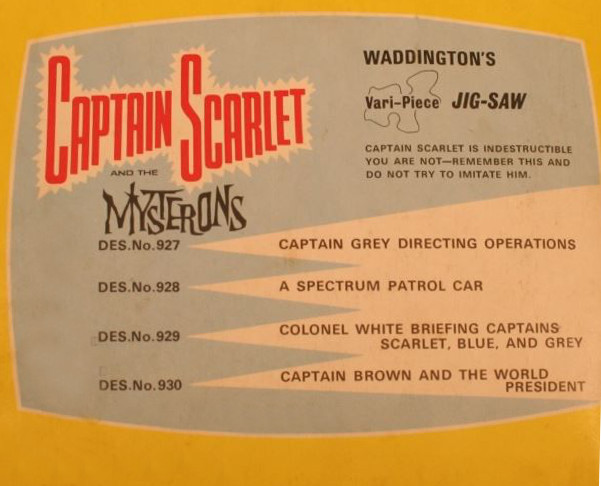 CAPTAIN SCARLET
AND THE
MYSTERONS
WADDINGTON'S
Vari-Piece JIG-SAW
CAPTAIN SCARLET IS INDESTRUCTIBLE
YOU ARE NOT—REMEMBER THIS AND
DO NOT TRY TO IMITATE HIM.
DES.No.927 CAPTAIN GREY DIRECTING OPERATIONS
DES.No.928 A SPECTRUM PATROL CAR
DES.No.929 COLONEL WHITE BRIEFING CAPTAINS
SCARLET, BLUE, AND GREY
DES.No.930 CAPTAIN BROWN AND THE WORLD
PRESIDENT